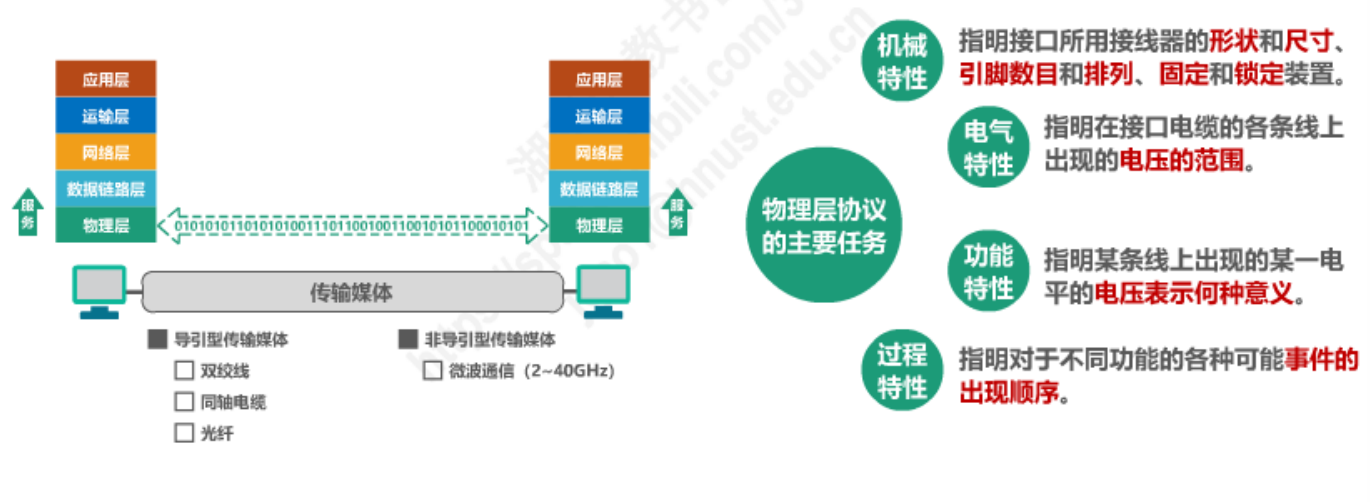 应用层
运输层
网络层
数据链路层
物理层
服务
0101010110101010011101100100110010101100010101
应用层
运输层
网络层
数据链路层
物理层
服务
传输媒体
导引型传输媒体
双绞线
同轴电缆
光纤
非导引型传输媒体
微波通信（2~40GHz）
物理层协议
的主要任务
机械
特性
指明接口所用接线器的形状和尺寸、
引脚数目和排列、固定和锁定装置。
电气
特性
指明在接口电缆的各条线上
出现的电压的范围。
功能
特性
指明某条线上出现的某一电
平的电压表示何种意义。
过程
特性
指明对于不同功能的各种可能事件的
出现顺序。